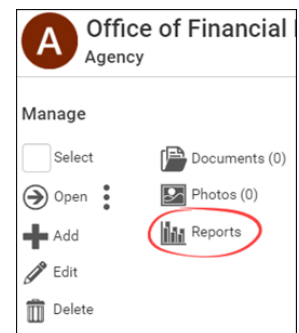 A
Office of Financial
Agency
Manage
Select
Documents (0)
Open
Photos (0)
Add
Reports
Edit
Delete